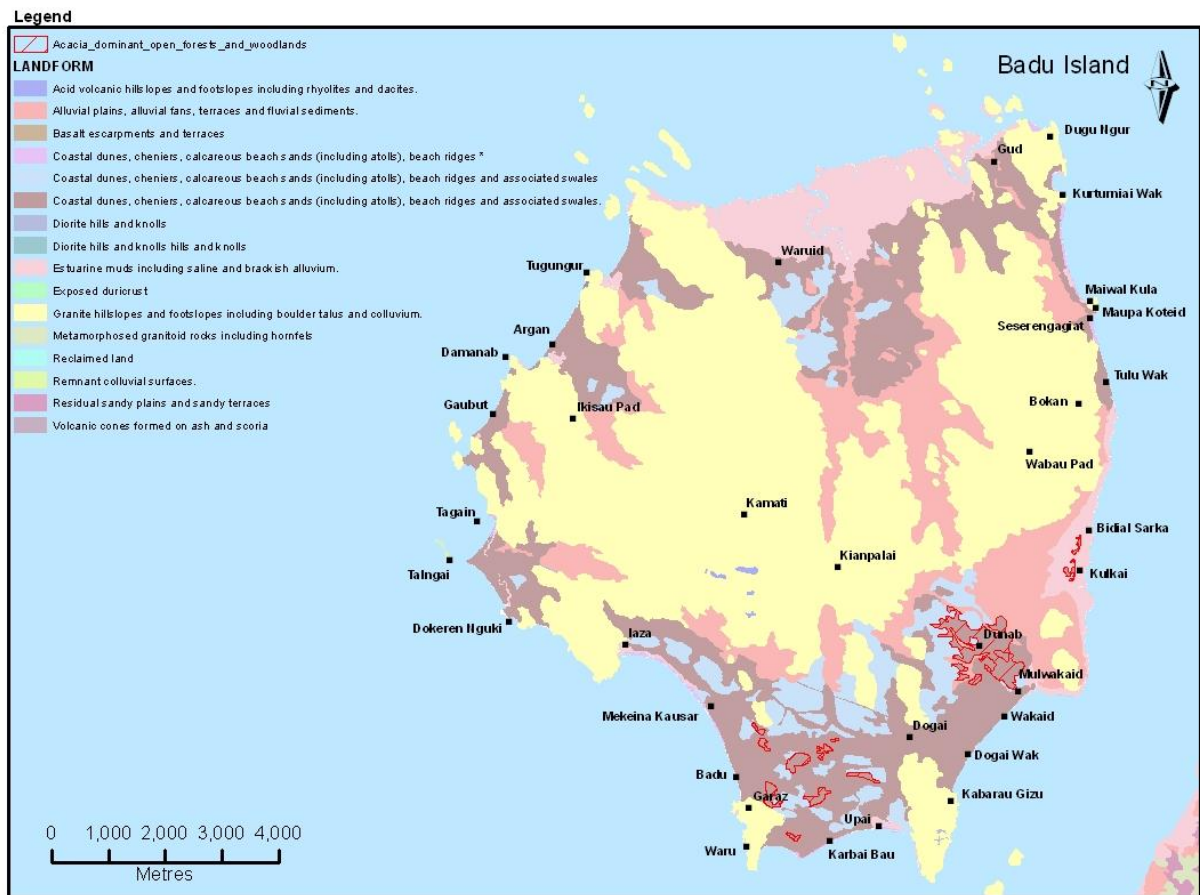 Legend
Acacia_dominant_open_forests_and_woodlands
LANDFORM
Acid volcanic hillslopes and footslopes including rhyolites and dacites.
Alluvial plains, alluvial fans, terraces and fluvial sediments.
Basalt escarpments and terraces
Coastal dunes, cheniers, calcareous beach sands (including atolls), beach ridges *
Coastal dunes, cheniers, calcareous beach sands (including atolls), beach ridges and associated swales
Coastal dunes, cheniers, calcareous beach sands (including atolls), beach ridges and associated swales.
Diorite hills and knolls
Diorite hills and knolls hills and knolls
Estuarine muds including saline and brackish alluvium.
Exposed duricrust
Granite hillslopes and footslopes including boulder talus and colluvium.
Metamorphosed granitoid rocks including hornfels
Reclaimed land
Remnant colluvial surfaces.
Residual sandy plains and sandy terraces
Volcanic cones formed on ash and scoria
Badu Island
Dugu Ngur
Gud
Kurturniai Wak
Waruid
Tugungur
Maiwal Kula
Maupa Koteid
Seserengagiat
Argan
Damanab
Tulu Wak
Bokan
Gaubut
Ikisau Pad
Wabau Pad
Kamati
Tagain
Bidial Sarka
Kianpalai
Talngai
Kulkai
Dokeren Nguki
Iaza
Dunab
Mulwakaid
Mekeina Kausar
Wakaid
Dogai
Dogai Wak
Badu
Garaz
Kabarau Gizu
Upai
Waru
Karbai Bau
0 1,000 2,000 3,000 4,000
Metres